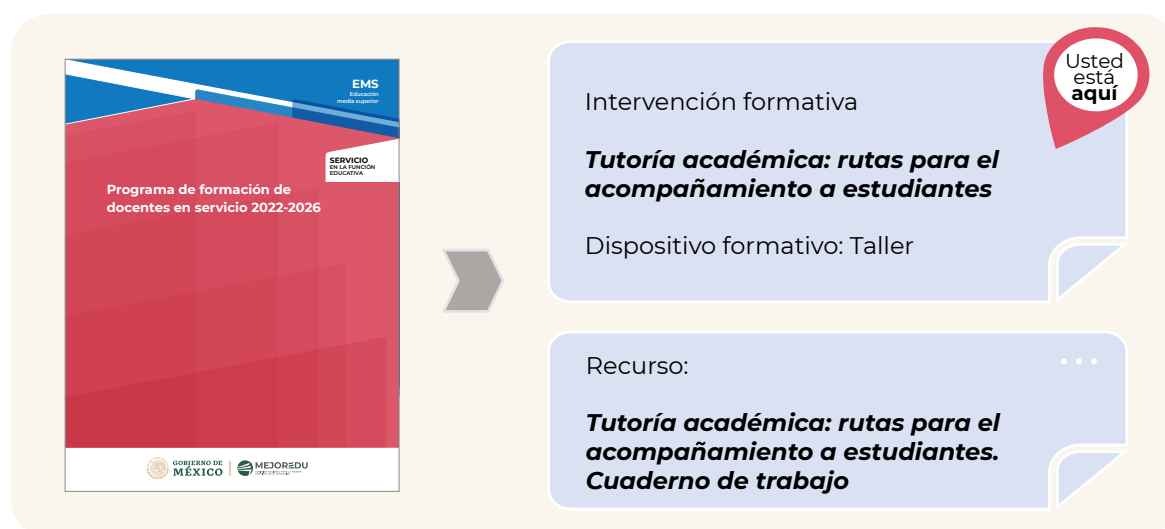 EMS
Educación
media superior
SERVICIO
EN LA FUNCIÓN
EDUCATIVA
Programa de formación de
docentes en servicio 2022-2026
GOBIERNO DE
MÉXICO
MEJOREDU
Usted
está
aquí
Intervención formativa
Tutoría académica: rutas para el
acompañamiento a estudiantes
Dispositivo formativo: Taller
Recurso:
Tutoría académica: rutas para el
acompañamiento a estudiantes.
Cuaderno de trabajo